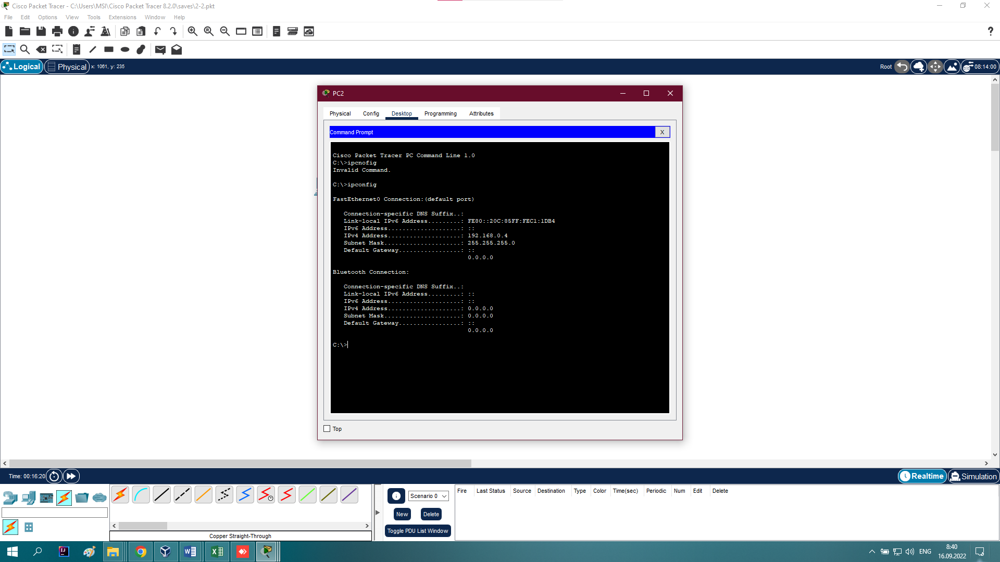 Cisco Packet Tracer - C:\Users\MSI\Cisco Packet Tracer 8.2.0\saves\2-2.pkt
File Edit Options View Tools Extensions Window Help
Logical Physical x: 1061, y: 235 Root 08:14:00
PC2
Physical Config Desktop Programming Attributes
Command Prompt X
Cisco Packet Tracer PC Command Line 1.0
C:\>ipcnofig
Invalid Command.
C:\>ipconfig
FastEthernet0 Connection:(default port)
Connection-specific DNS Suffix..:
Link-local IPv6 Address.........: FE80::20C:85FF:FEC1:1DB4
IPv6 Address....................: ::
IPv4 Address....................: 192.168.0.4
Subnet Mask.....................: 255.255.255.0
Default Gateway.................: ::
0.0.0.0
Bluetooth Connection:
Connection-specific DNS Suffix..:
Link-local IPv6 Address.........: ::
IPv6 Address....................: ::
IPv4 Address....................: 0.0.0.0
Subnet Mask.....................: 0.0.0.0
Default Gateway.................: ::
0.0.0.0
C:\>
Top
Time: 00:16:20 Realtime Simulation
Scenario 0
New Delete
Toggle PDU List Window
Fire Last Status Source Destination Type Color Time(sec) Periodic Num Edit Delete
Copper Straight-Through
ENG
8:40
16.09.2022